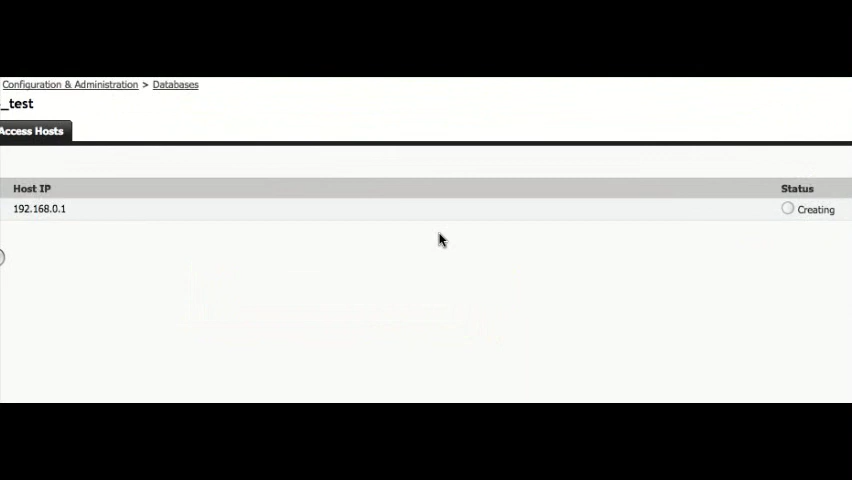 Configuration & Administration > Databases
_test
Access Hosts
Host IP Status
192.168.0.1 Creating